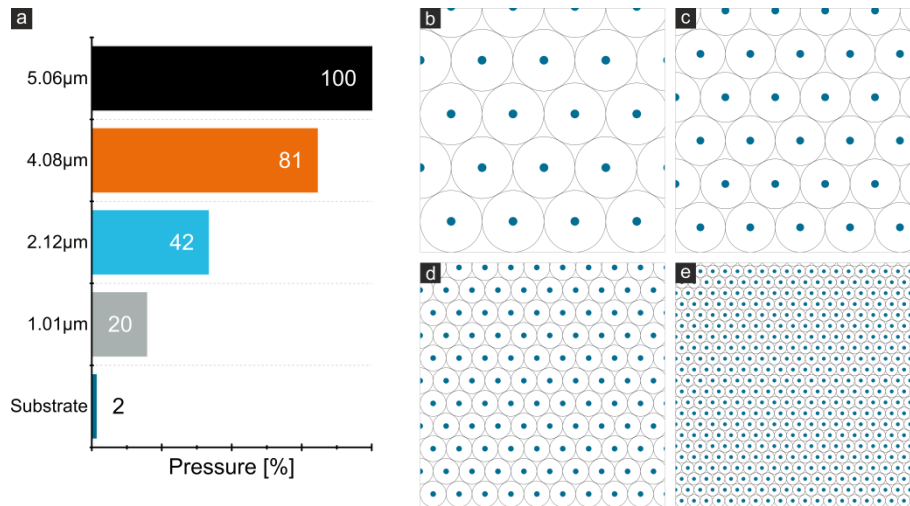 a
5.06µm
100
4.08µm
81
2.12µm
42
1.01µm
20
Substrate
2
Pressure [%]
b
c
d
e